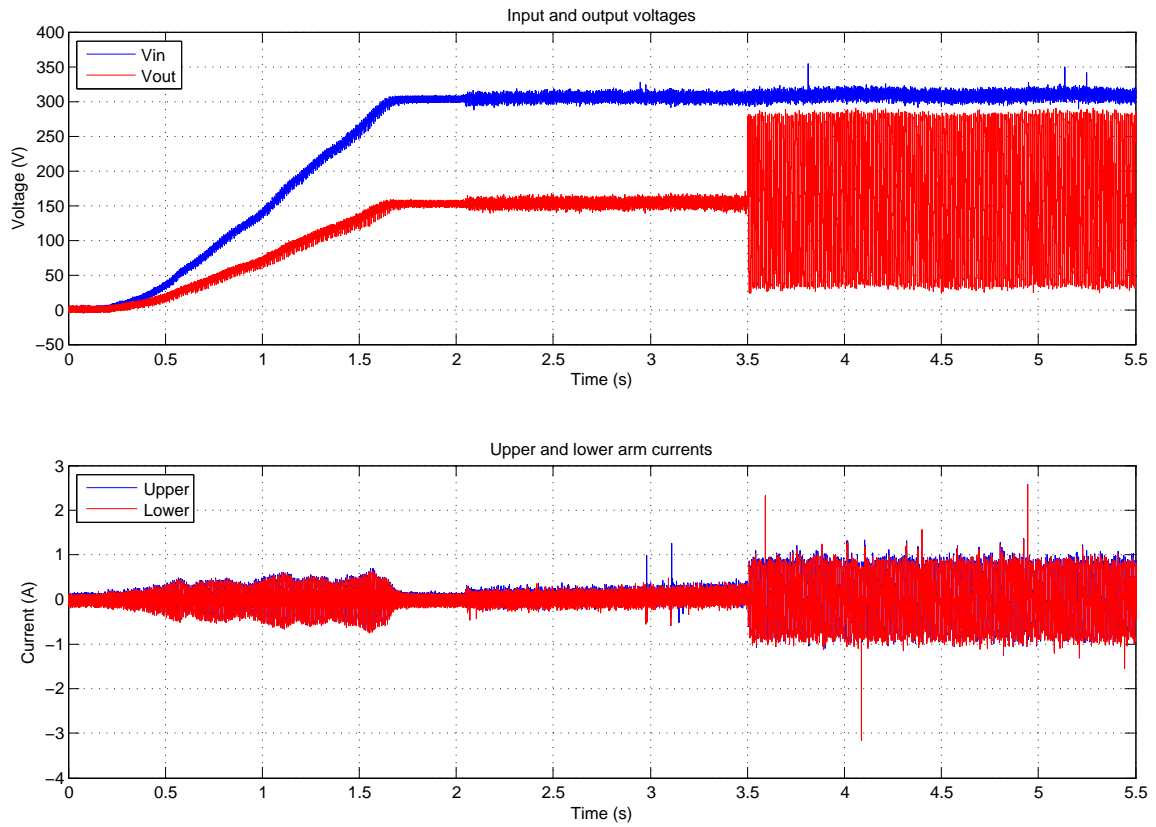 Input and output voltages
400
350
300
250
200
150
100
50
0
−50
Voltage (V)
Vin
Vout
0 0.5 1 1.5 2 2.5 3 3.5 4 4.5 5 5.5
Time (s)
Upper and lower arm currents
3
2
1
0
−1
−2
−3
−4
Current (A)
Upper
Lower
0 0.5 1 1.5 2 2.5 3 3.5 4 4.5 5 5.5
Time (s)